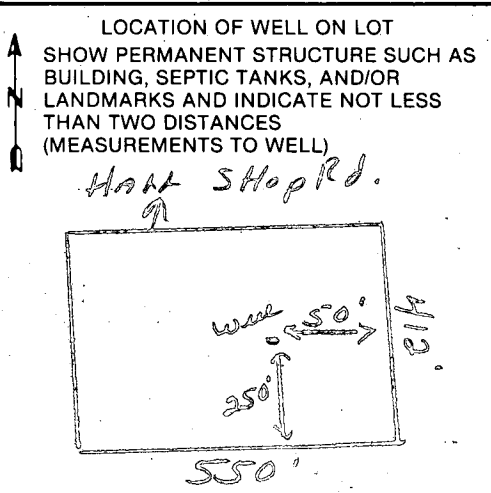 LOCATION OF WELL ON LOT
SHOW PERMANENT STRUCTURE SUCH AS
BUILDING, SEPTIC TANKS, AND/OR
LANDMARKS AND INDICATE NOT LESS
THAN TWO DISTANCES
(MEASUREMENTS TO WELL)
N
Shop Rd.
Well
50'
413'
250'
550'